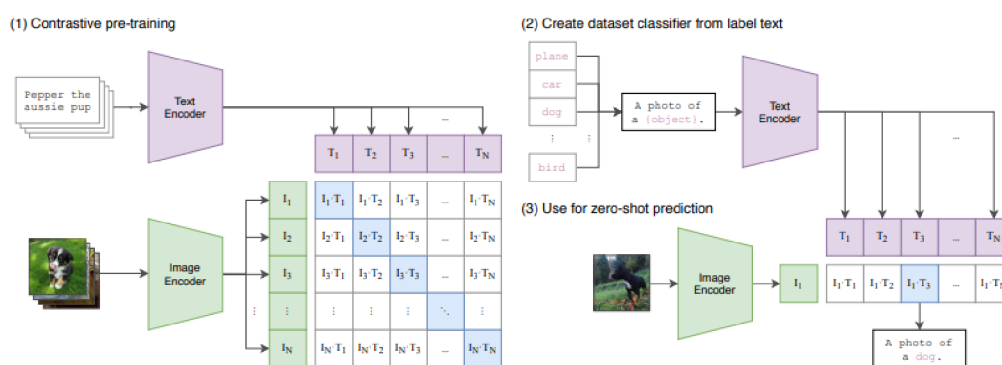 (1) Contrastive pre-training
Pepper the
aussie pup
Text
Encoder
...
T1 T2 T3 ... TN
Image
Encoder
I1 I1·T1 I1·T2 I1·T3 ... I1·TN
I2 I2·T1 I2·T2 I2·T3 ... I2·TN
I3 I3·T1 I3·T2 I3·T3 ... I3·TN
⋮ ⋮ ⋮ ⋮ ⋮ ⋱ ⋮
IN IN·T1 IN·T2 IN·T3 ... IN·TN
(2) Create dataset classifier from label text
plane
car
dog
⋮ ⋮
bird
A photo of
a {object}.
Text
Encoder
...
(3) Use for zero-shot prediction
T1 T2 T3 ... TN
Image
Encoder
I1 I1·T1 I1·T2 I1·T3 ... I1·TN
A photo of
a dog.